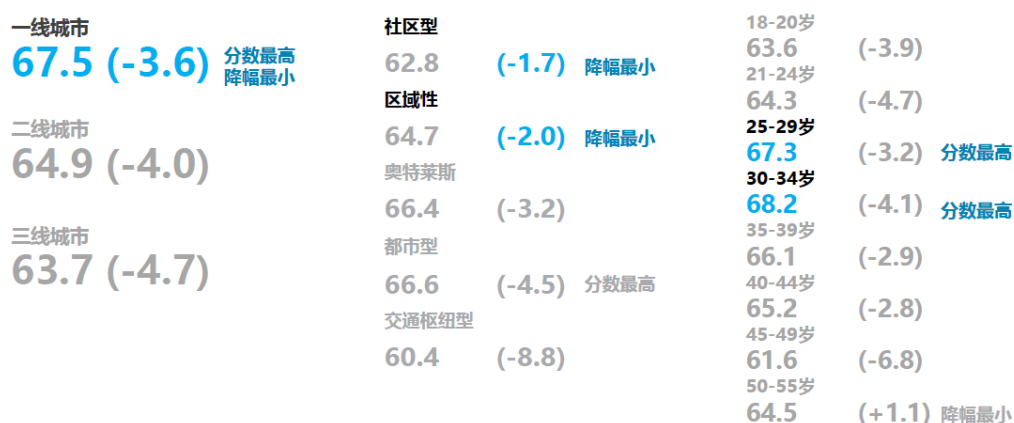 一线城市
67.5 (-3.6) 分数最高
降幅最小
二线城市
64.9 (-4.0)
三线城市
63.7 (-4.7)
社区型
62.8 (-1.7) 降幅最小
区域性
64.7 (-2.0) 降幅最小
奥特莱斯
66.4 (-3.2)
都市型
66.6 (-4.5) 分数最高
交通枢纽型
60.4 (-8.8)
18-20岁
63.6 (-3.9)
21-24岁
64.3 (-4.7)
25-29岁
67.3 (-3.2) 分数最高
30-34岁
68.2 (-4.1) 分数最高
35-39岁
66.1 (-2.9)
40-44岁
65.2 (-2.8)
45-49岁
61.6 (-6.8)
50-55岁
64.5 (+1.1) 降幅最小